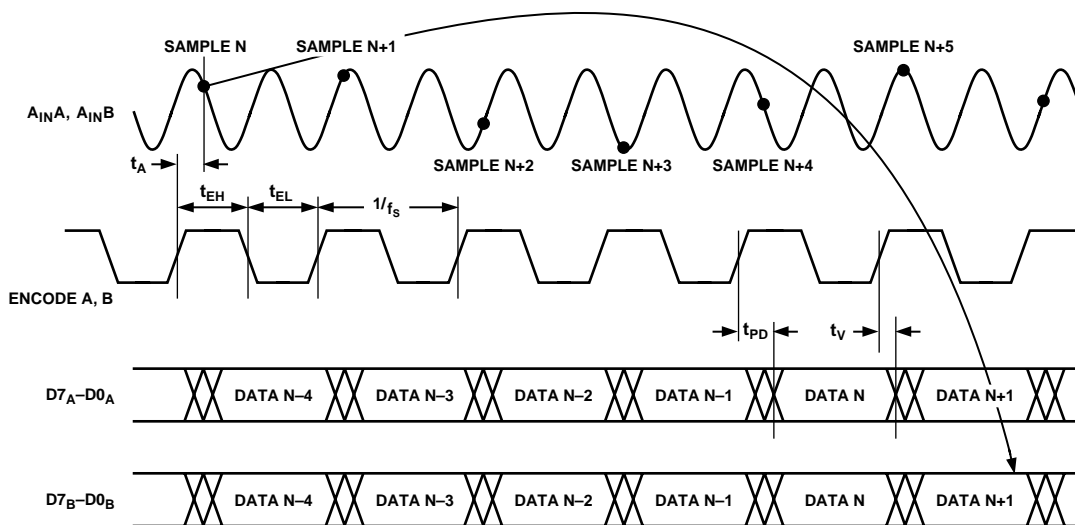 SAMPLE N SAMPLE N+1 SAMPLE N+5
AINA, AINB
SAMPLE N+2 SAMPLE N+3 SAMPLE N+4
tA
tEH tEL 1/fS
ENCODE A, B
tPD tV
D7A–D0A DATA N–4 DATA N–3 DATA N–2 DATA N–1 DATA N DATA N+1
D7B–D0B DATA N–4 DATA N–3 DATA N–2 DATA N–1 DATA N DATA N+1